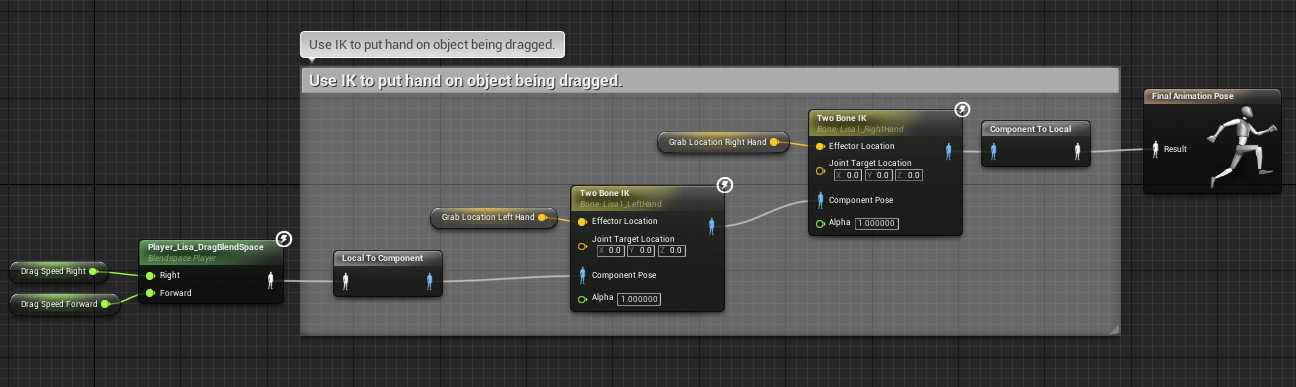 Use IK to put hand on object being dragged.
Use IK to put hand on object being dragged.
Drag Speed Right
Drag Speed Forward
Player_Lisa_DragBlendSpace
Blendspace Player
Right
Forward
Local To Component
Grab Location Left Hand
Two Bone IK
Bone: Lisa1_LeftHand
Effector Location
Joint Target Location
X 0.0 Y 0.0 Z 0.0
Component Pose
Alpha 1.000000
Grab Location Right Hand
Two Bone IK
Bone: Lisa1_RightHand
Effector Location
Joint Target Location
X 0.0 Y 0.0 Z 0.0
Component Pose
Alpha 1.000000
Component To Local
Final Animation Pose
Result